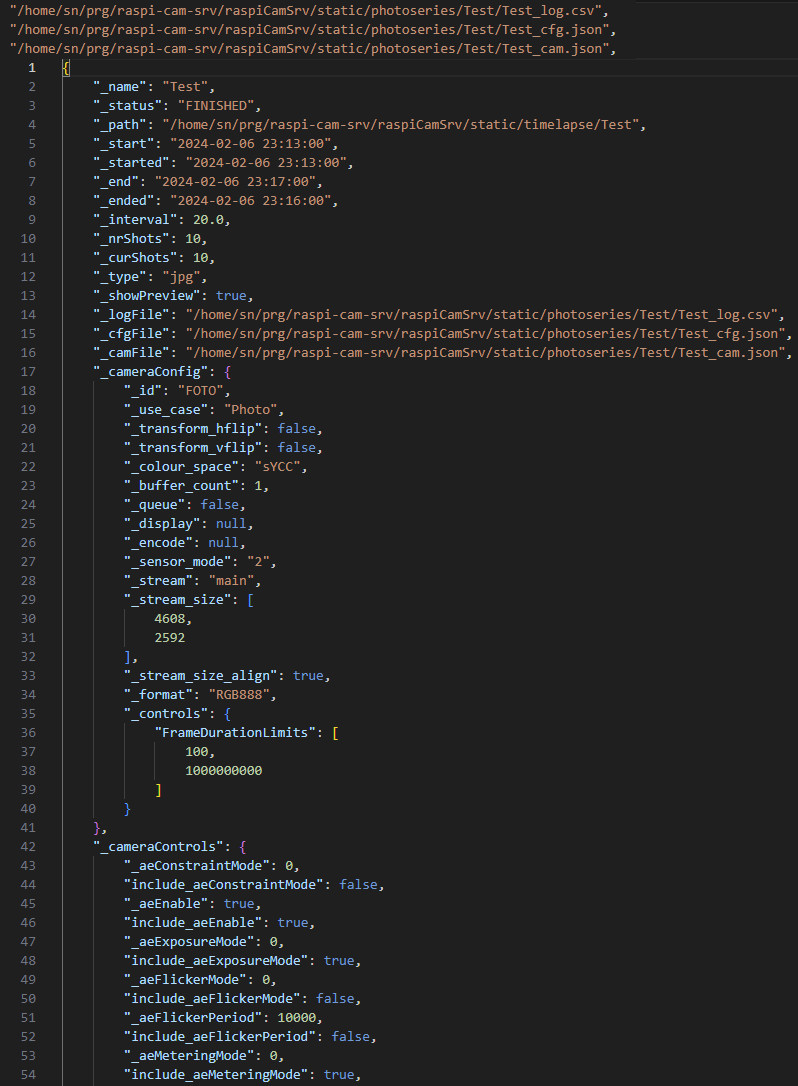 "/home/sn/prg/raspi-cam-srv/raspiCamSrv/static/photoseries/Test/Test_log.csv",
"/home/sn/prg/raspi-cam-srv/raspiCamSrv/static/photoseries/Test/Test_cfg.json",
"/home/sn/prg/raspi-cam-srv/raspiCamSrv/static/photoseries/Test/Test_cam.json",
1 {
2 "_name": "Test",
3 "_status": "FINISHED",
4 "_path": "/home/sn/prg/raspi-cam-srv/raspiCamSrv/static/timelapse/Test",
5 "_start": "2024-02-06 23:13:00",
6 "_started": "2024-02-06 23:13:00",
7 "_end": "2024-02-06 23:17:00",
8 "_ended": "2024-02-06 23:16:00",
9 "_interval": 20.0,
10 "_nrShots": 10,
11 "_curShots": 10,
12 "_type": "jpg",
13 "_showPreview": true,
14 "_logFile": "/home/sn/prg/raspi-cam-srv/raspiCamSrv/static/photoseries/Test/Test_log.csv",
15 "_cfgFile": "/home/sn/prg/raspi-cam-srv/raspiCamSrv/static/photoseries/Test/Test_cfg.json",
16 "_camFile": "/home/sn/prg/raspi-cam-srv/raspiCamSrv/static/photoseries/Test/Test_cam.json",
17 "_cameraConfig": {
18 "_id": "FOTO",
19 "_use_case": "Photo",
20 "_transform_hflip": false,
21 "_transform_vflip": false,
22 "_colour_space": "sYCC",
23 "_buffer_count": 1,
24 "_queue": false,
25 "_display": null,
26 "_encode": null,
27 "_sensor_mode": "2",
28 "_stream": "main",
29 "_stream_size": [
30 4608,
31 2592
32 ],
33 "_stream_size_align": true,
34 "_format": "RGB888",
35 "_controls": {
36 "FrameDurationLimits": [
37 100,
38 1000000000
39 ]
40 }
41 },
42 "_cameraControls": {
43 "_aeConstraintMode": 0,
44 "include_aeConstraintMode": false,
45 "_aeEnable": true,
46 "include_aeEnable": true,
47 "_aeExposureMode": 0,
48 "include_aeExposureMode": true,
49 "_aeFlickerMode": 0,
50 "include_aeFlickerMode": false,
51 "_aeFlickerPeriod": 10000,
52 "include_aeFlickerPeriod": false,
53 "_aeMeteringMode": 0,
54 "include_aeMeteringMode": true,